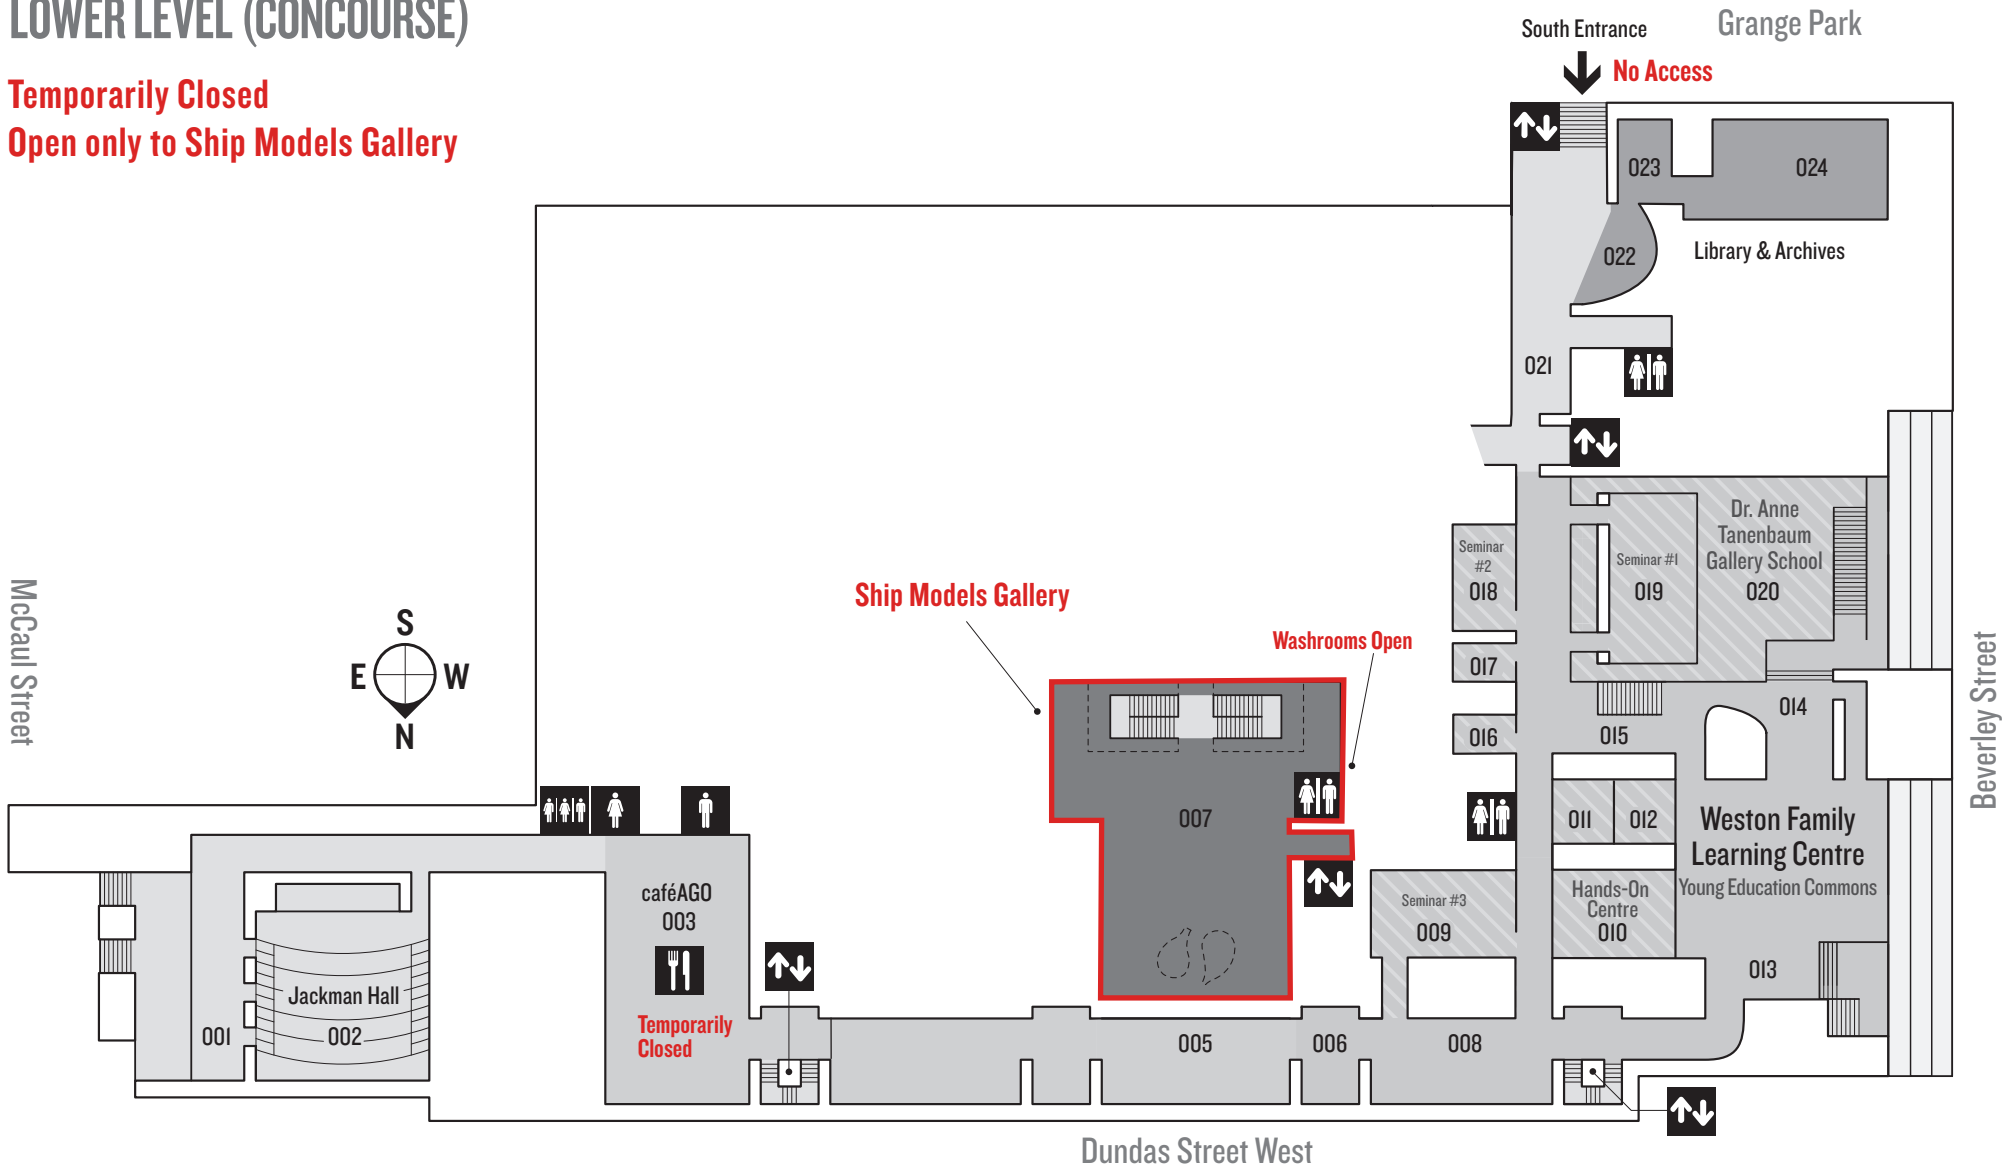 LOWER LEVEL (CONCOURSE)
Temporarily Closed
Open only to Ship Models Gallery
South Entrance
No Access
Grange Park
023
024
022
Library & Archives
021
Dr. Anne
Tanenbaum
Gallery School
020
Seminar #1
019
Seminar
#2
018
017
016
015
014
Ship Models Gallery
Washrooms Open
007
McCaul Street
S
E
W
N
Beverley Street
011
012
Weston Family
Learning Centre
Young Education Commons
Hands-On
Centre
010
Seminar #3
009
013
caféAGO
003
Temporarily
Closed
Jackman Hall
001
002
005
006
008
Dundas Street West